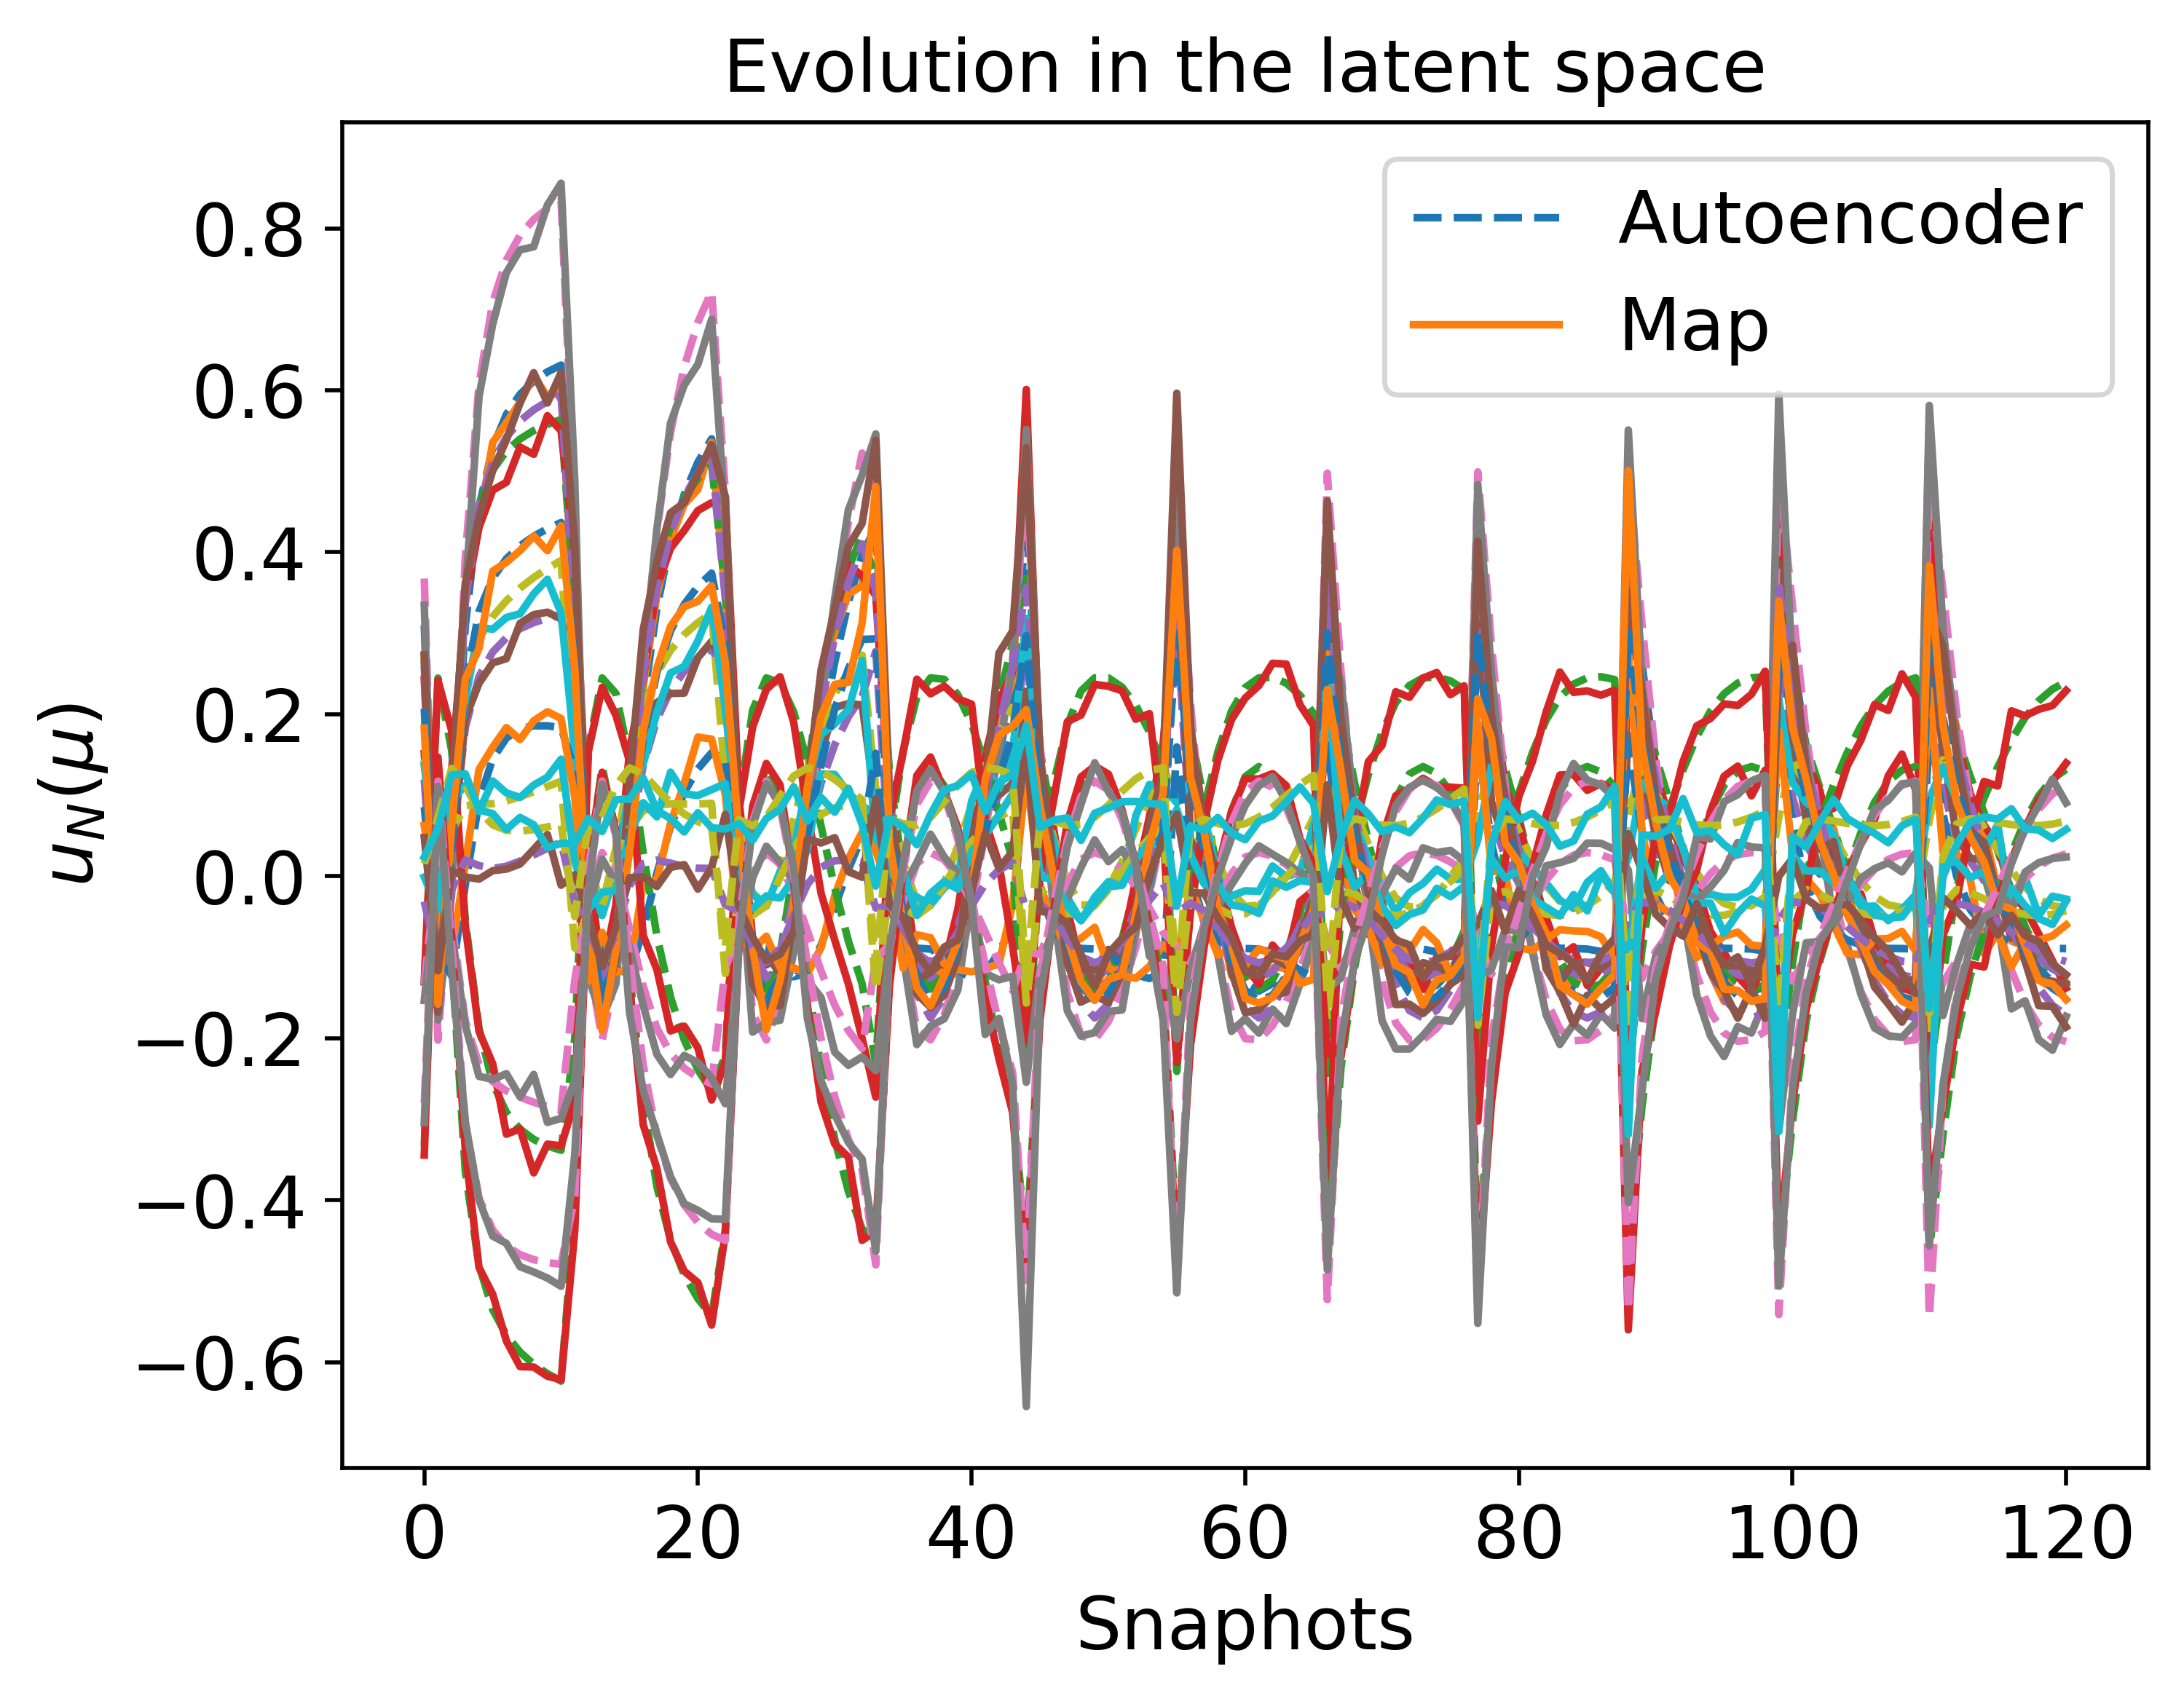 Evolution in the latent space
Autoencoder
Map
0.8
0.6
0.4
0.2
0.0
−0.2
−0.4
−0.6
u_N(μ)
0 20 40 60 80 100 120
Snaphots